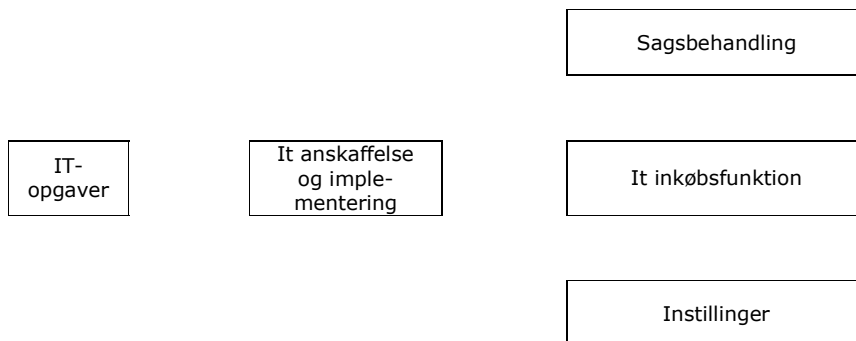 Sagsbehandling
IT-
opgaver
It anskaffelse
og imple-
mentering
It inkøbsfunktion
Instillinger